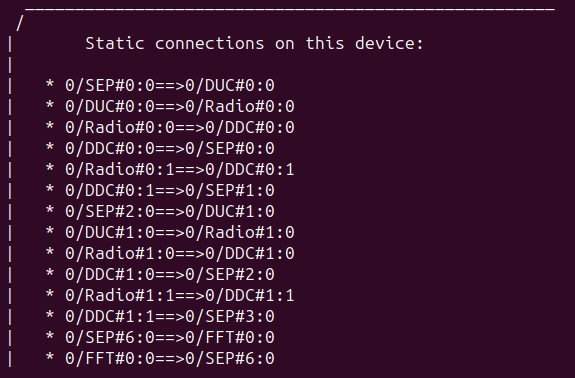 _____________________________________________________
/
|       Static connections on this device:
|
|   * 0/SEP#0:0==>0/DUC#0:0
|   * 0/DUC#0:0==>0/Radio#0:0
|   * 0/Radio#0:0==>0/DDC#0:0
|   * 0/DDC#0:0==>0/SEP#0:0
|   * 0/Radio#0:1==>0/DDC#0:1
|   * 0/DDC#0:1==>0/SEP#1:0
|   * 0/SEP#2:0==>0/DUC#1:0
|   * 0/DUC#1:0==>0/Radio#1:0
|   * 0/Radio#1:0==>0/DDC#1:0
|   * 0/DDC#1:0==>0/SEP#2:0
|   * 0/Radio#1:1==>0/DDC#1:1
|   * 0/DDC#1:1==>0/SEP#3:0
|   * 0/SEP#6:0==>0/FFT#0:0
|   * 0/FFT#0:0==>0/SEP#6:0